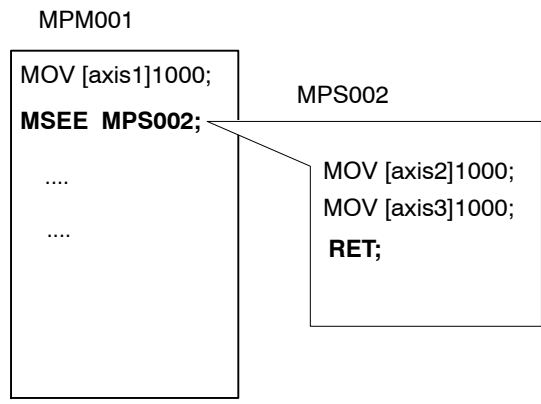 MPM001
MOV [axis1]1000;
MSEE MPS002;
....
....
MPS002
MOV [axis2]1000;
MOV [axis3]1000;
RET;